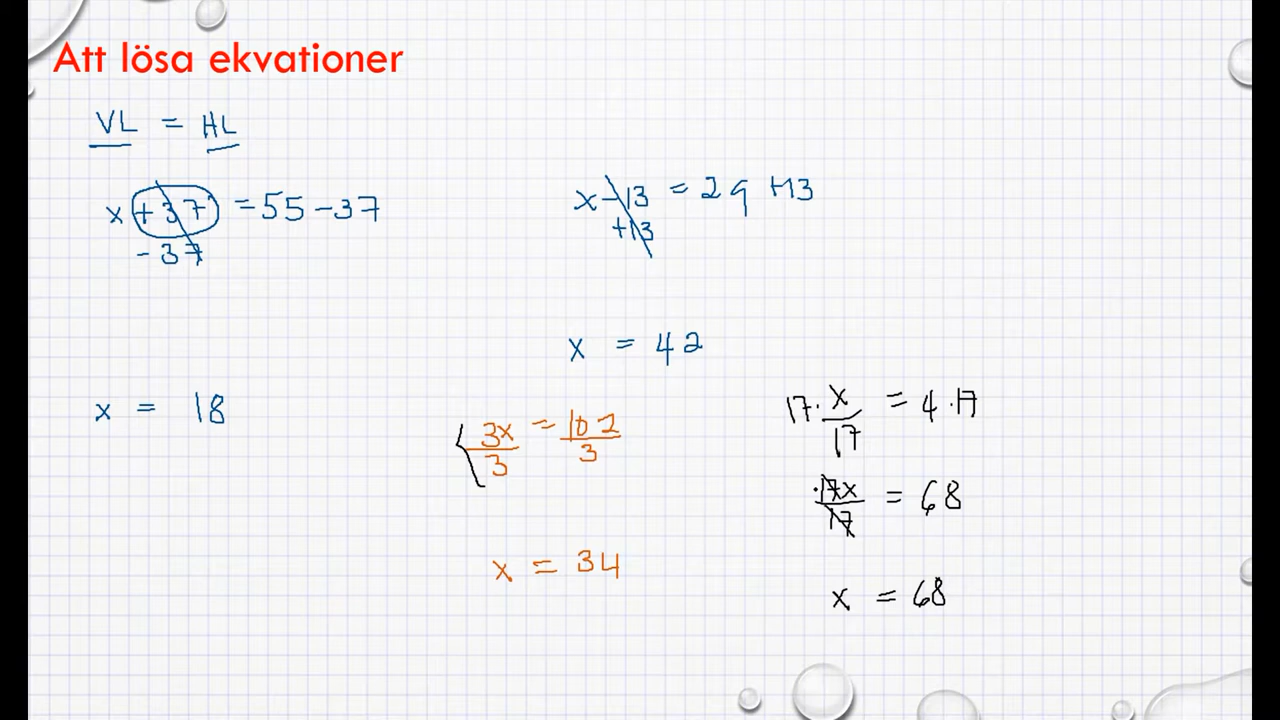 Att lösa ekvationer
VL = HL
x +37 = 55 - 37
- 37
x = 18
x - 13 = 29 +13
+13
x = 42
3x/3 = 102/3
x = 34
17 · x/17 = 4 · 17
·17x/17 = 68
x = 68